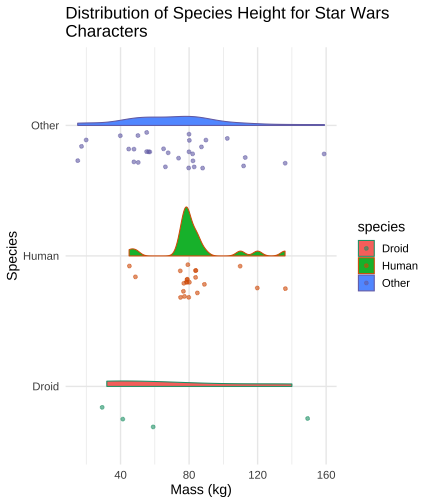 Distribution of Species Height for Star Wars
Characters
Other
Human
Droid
Species
40
80
120
160
Mass (kg)
species
Droid
Human
Other